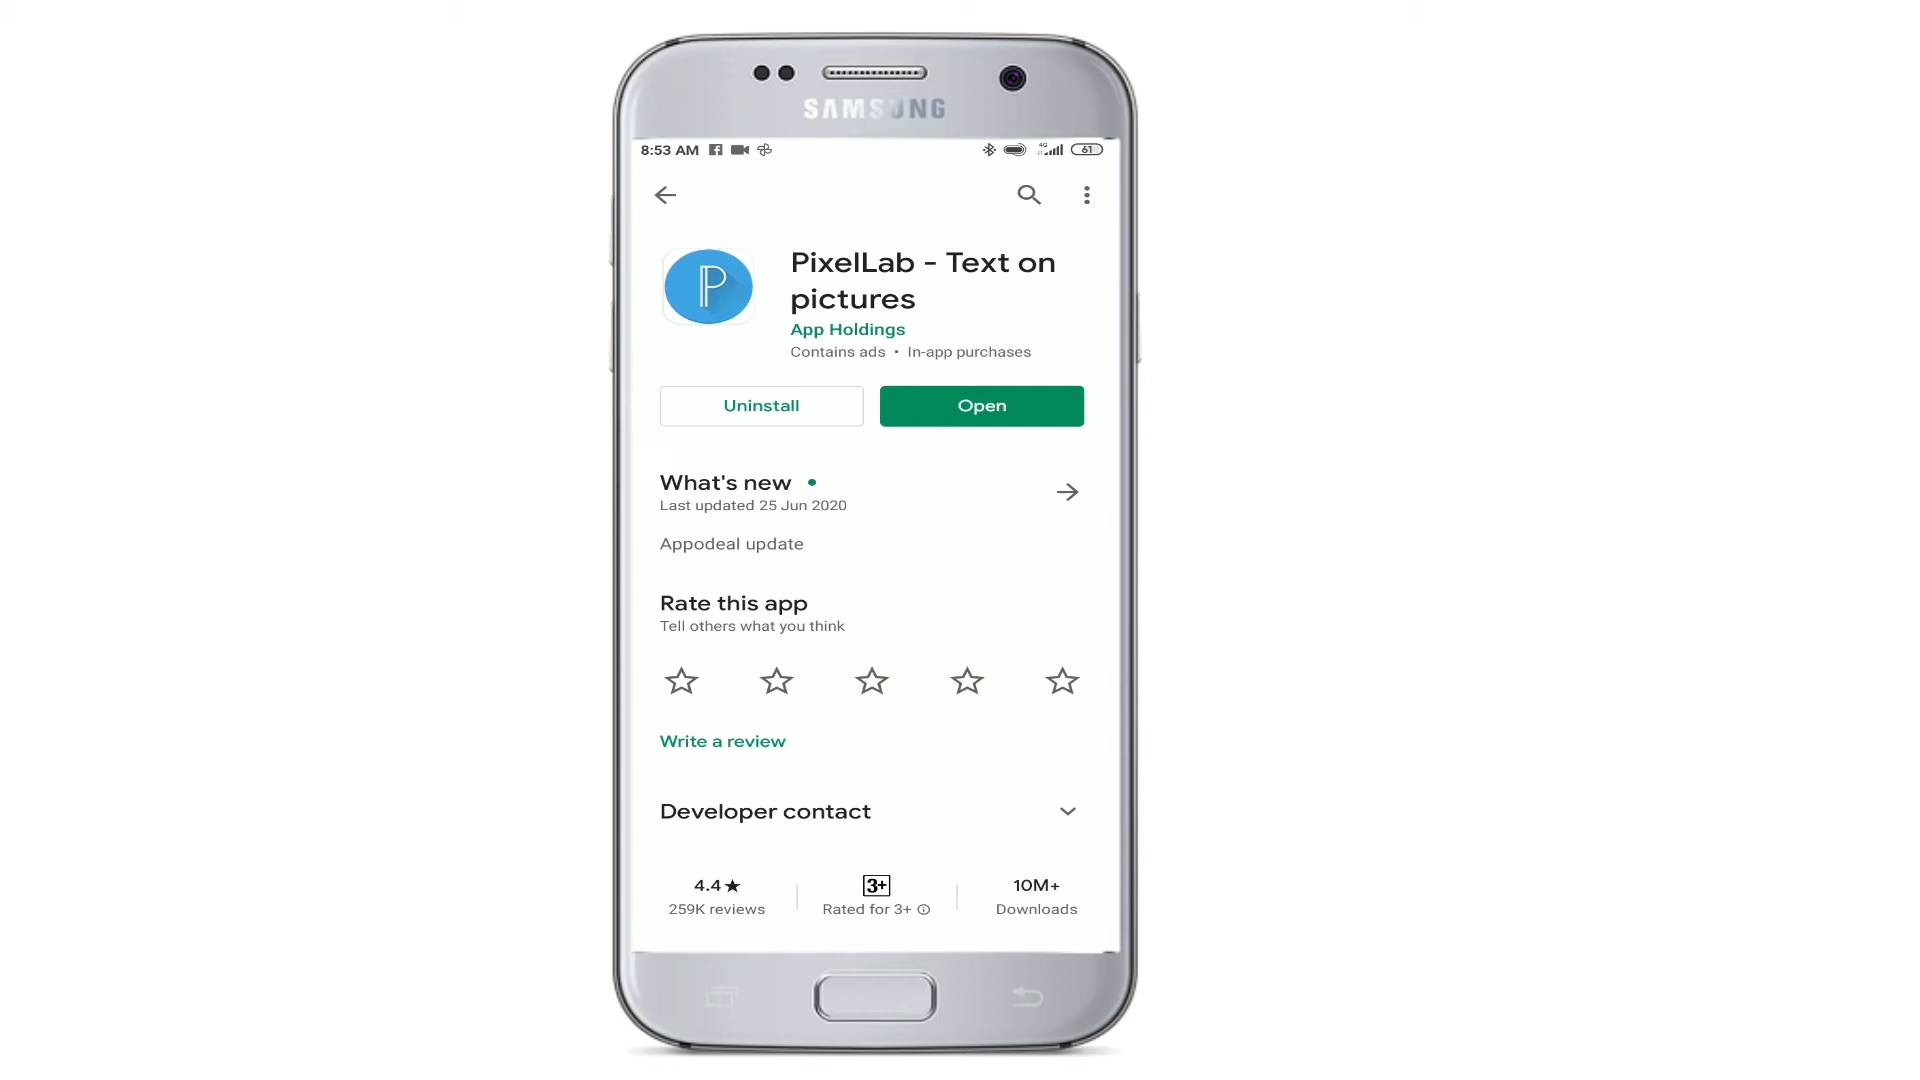 SAMSUNG
8:53 AM
4G
61
P
PixelLab - Text on
pictures
App Holdings
Contains ads • In-app purchases
Uninstall
Open
What's new •
Last updated 25 Jun 2020
Appodeal update
Rate this app
Tell others what you think
Write a review
Developer contact
4.4★
259K reviews
3+
Rated for 3+
10M+
Downloads